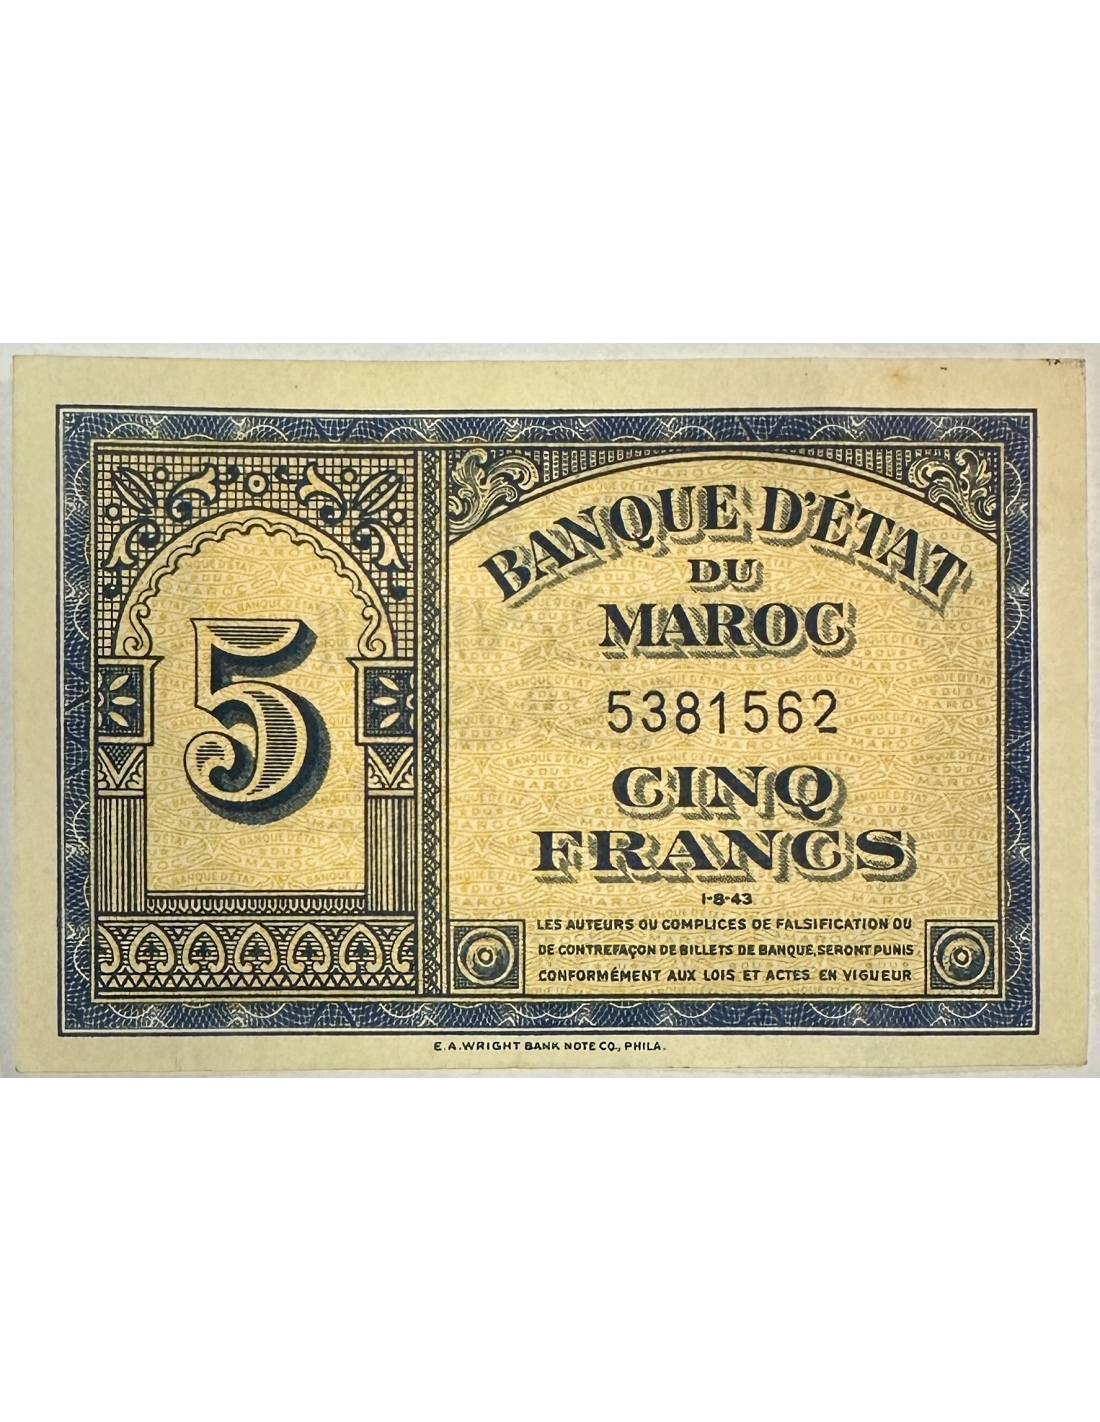 BANQUE D'ÉTAT
DU
MAROC
5381562
5
CINQ
FRANCS
1-8-43
LES AUTEURS OU COMPLICES DE FALSIFICATION OU
DE CONTREFAÇON DE BILLETS DE BANQUE, SERONT PUNIS
CONFORMÉMENT AUX LOIS ET ACTES EN VIGUEUR
E.A.WRIGHT BANK NOTE CO., PHILA.